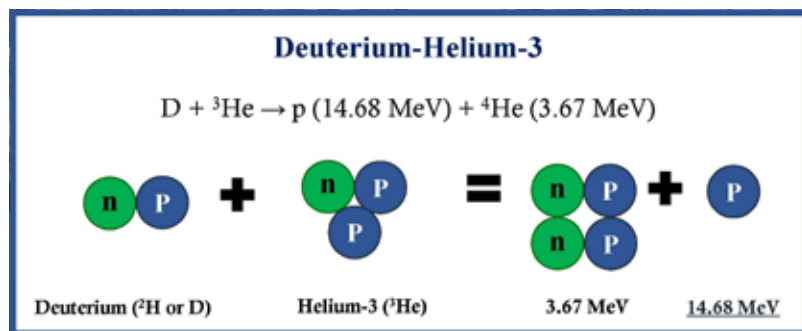 Deuterium-Helium-3
D + ³He → p (14.68 MeV) + ⁴He (3.67 MeV)
n P + n P = n P + P
P n P
Deuterium (²H or D) Helium-3 (³He) 3.67 MeV 14.68 MeV